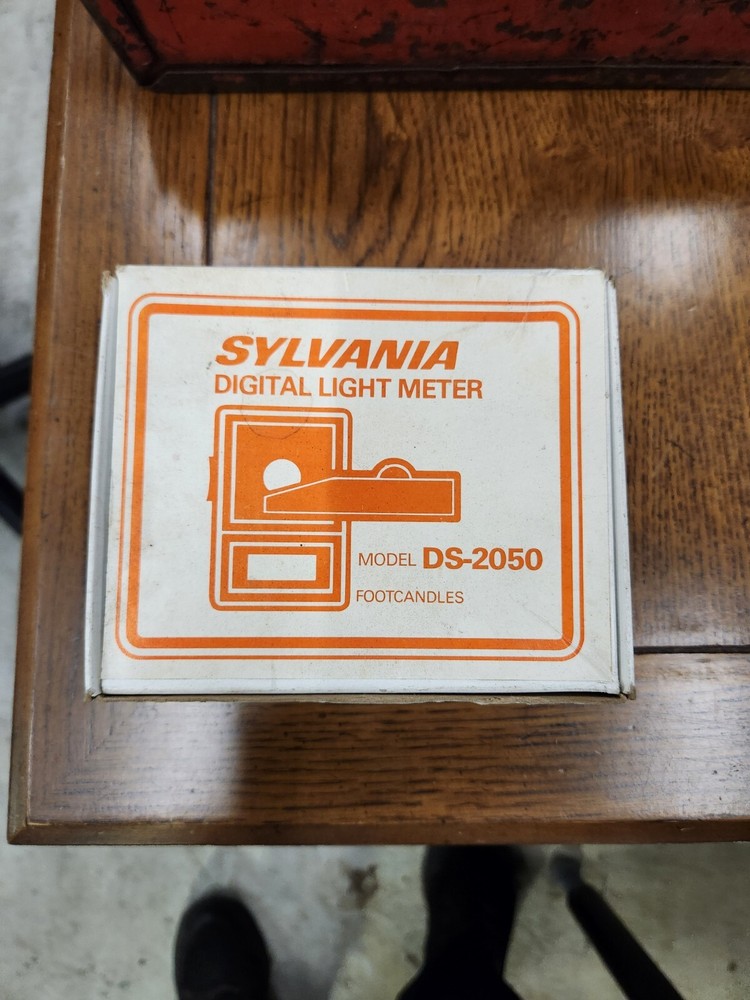 SYLVANIA
DIGITAL LIGHT METER
MODEL DS-2050
FOOTCANDLES